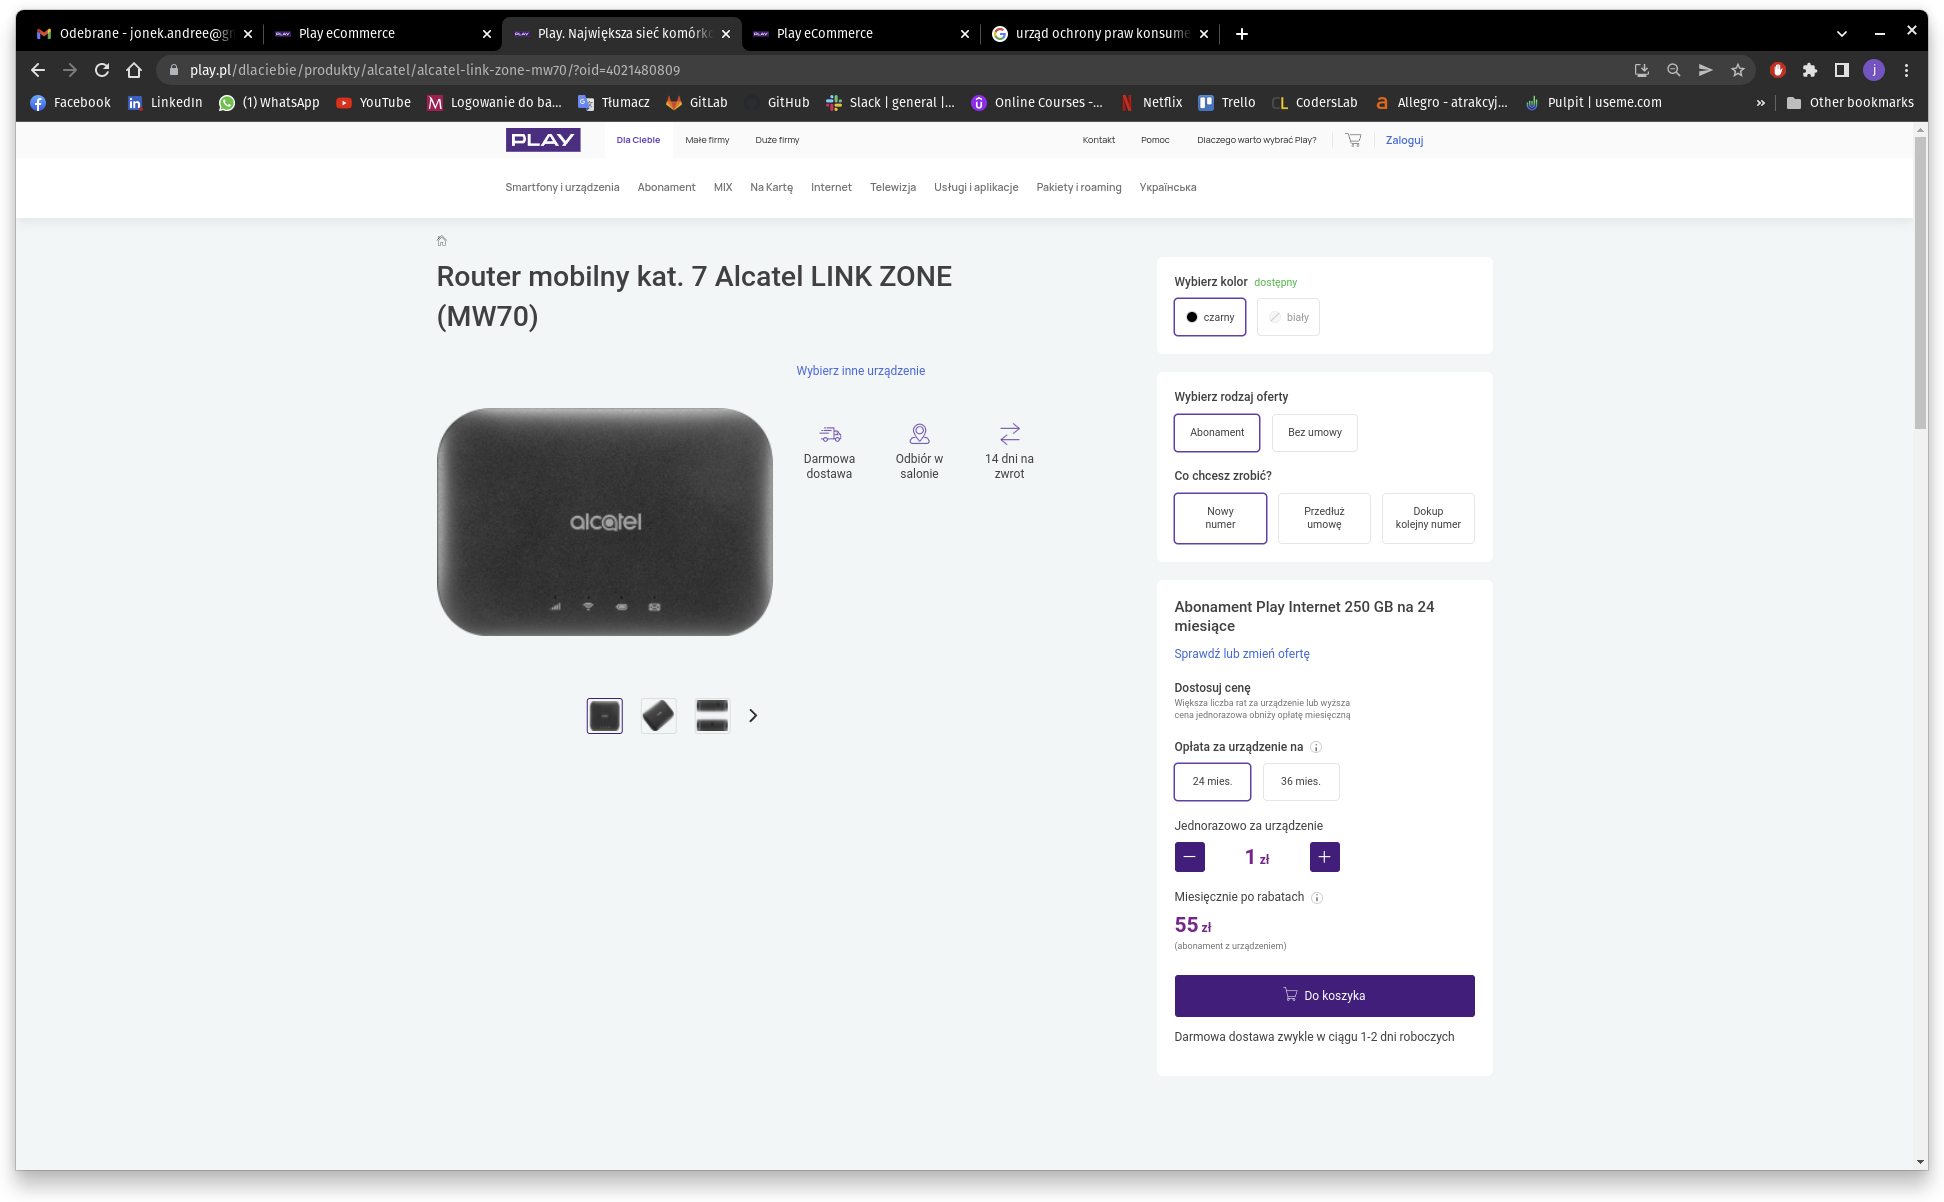 Odebrane - jonek.andree@g
Play eCommerce
Play. Największa sieć komórk
Play eCommerce
urząd ochrony praw konsume
play.pl/dlaciebie/produkty/alcatel/alcatel-link-zone-mw70/?oid=4021480809
j
Facebook
LinkedIn
(1) WhatsApp
YouTube
Logowanie do ba...
Tłumacz
GitLab
GitHub
Slack | general |...
Online Courses -...
Netflix
Trello
CodersLab
Allegro - atrakcyj...
Pulpit | useme.com
»
Other bookmarks
PLAY
Dla Ciebie
Małe firmy
Duże firmy
Kontakt
Pomoc
Dlaczego warto wybrać Play?
Zaloguj
Smartfony i urządzenia
Abonament
MIX
Na Kartę
Internet
Telewizja
Usługi i aplikacje
Pakiety i roaming
Українська
Router mobilny kat. 7 Alcatel LINK ZONE
(MW70)
Wybierz inne urządzenie
alcatel
Darmowa
dostawa
Odbiór w
salonie
14 dni na
zwrot
Wybierz kolor dostępny
czarny
biały
Wybierz rodzaj oferty
Abonament
Bez umowy
Co chcesz zrobić?
Nowy
numer
Przedłuż
umowę
Dokup
kolejny numer
Abonament Play Internet 250 GB na 24
miesiące
Sprawdź lub zmień ofertę
Dostosuj cenę
Większa liczba rat za urządzenie lub wyższa
cena jednorazowa obniży opłatę miesięczną
Opłata za urządzenie na
24 mies.
36 mies.
Jednorazowo za urządzenie
1 zł
Miesięcznie po rabatach
55 zł
(abonament z urządzeniem)
Do koszyka
Darmowa dostawa zwykle w ciągu 1-2 dni roboczych